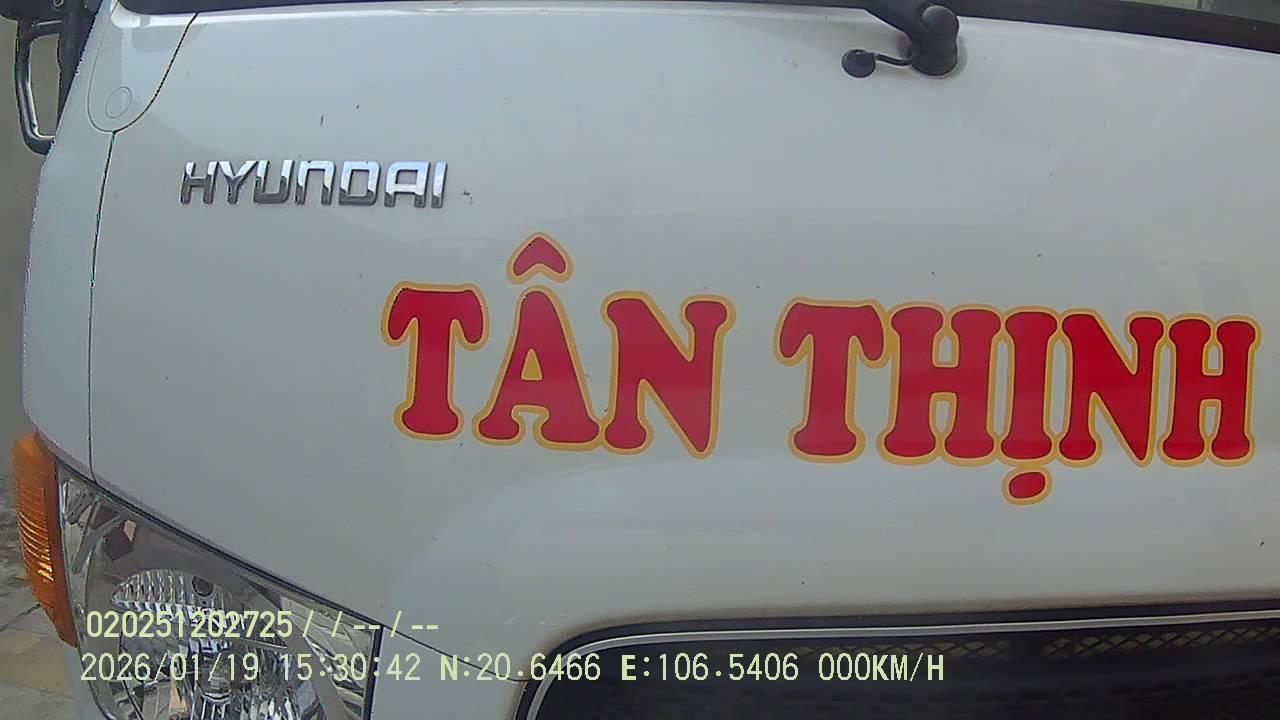 HYUNDAI
TÂN THỊNH
020251202725 / / -- / --
2026/01/19 15:30:42 N:20.6466 E:106.5406 000KM/H